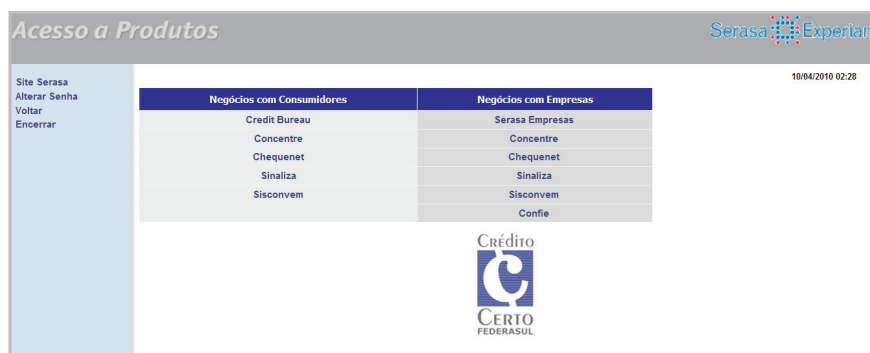 Acesso a Produtos
Serasa Experian
10/04/2010 02:28
Site Serasa
Alterar Senha
Voltar
Encerrar
Negócios com Consumidores Negócios com Empresas
Credit Bureau Serasa Empresas
Concentre Concentre
Chequenet Chequenet
Sinaliza Sinaliza
Sisconvem Sisconvem
Confie
CRÉDITO
C
CERTO
FEDERASUL